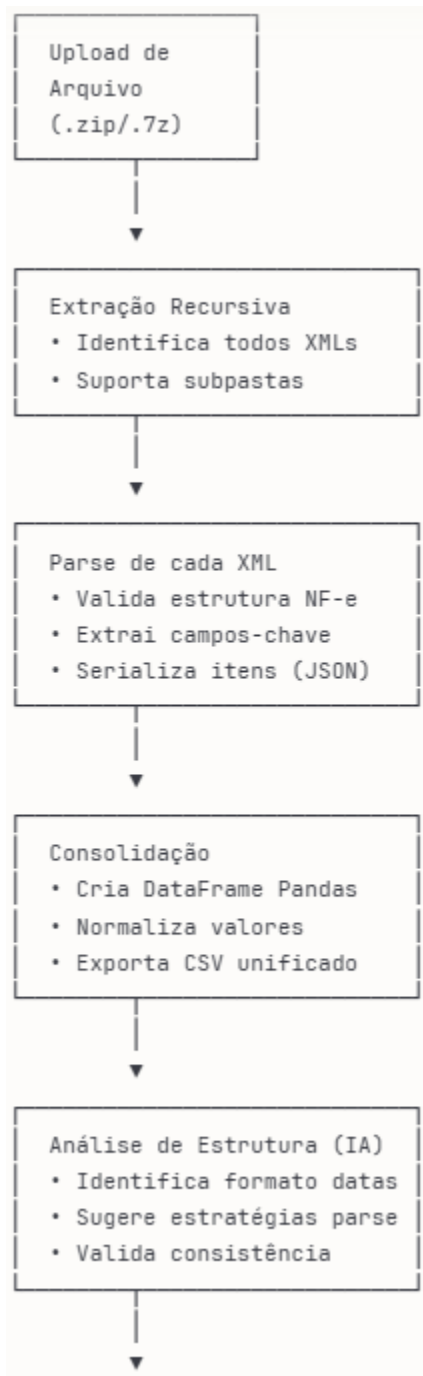 Upload de
Arquivo
(.zip/.7z)
Extração Recursiva
• Identifica todos XMLs
• Suporta subpastas
Parse de cada XML
• Valida estrutura NF-e
• Extrai campos-chave
• Serializa itens (JSON)
Consolidação
• Cria DataFrame Pandas
• Normaliza valores
• Exporta CSV unificado
Análise de Estrutura (IA)
• Identifica formato datas
• Sugere estratégias parse
• Valida consistência